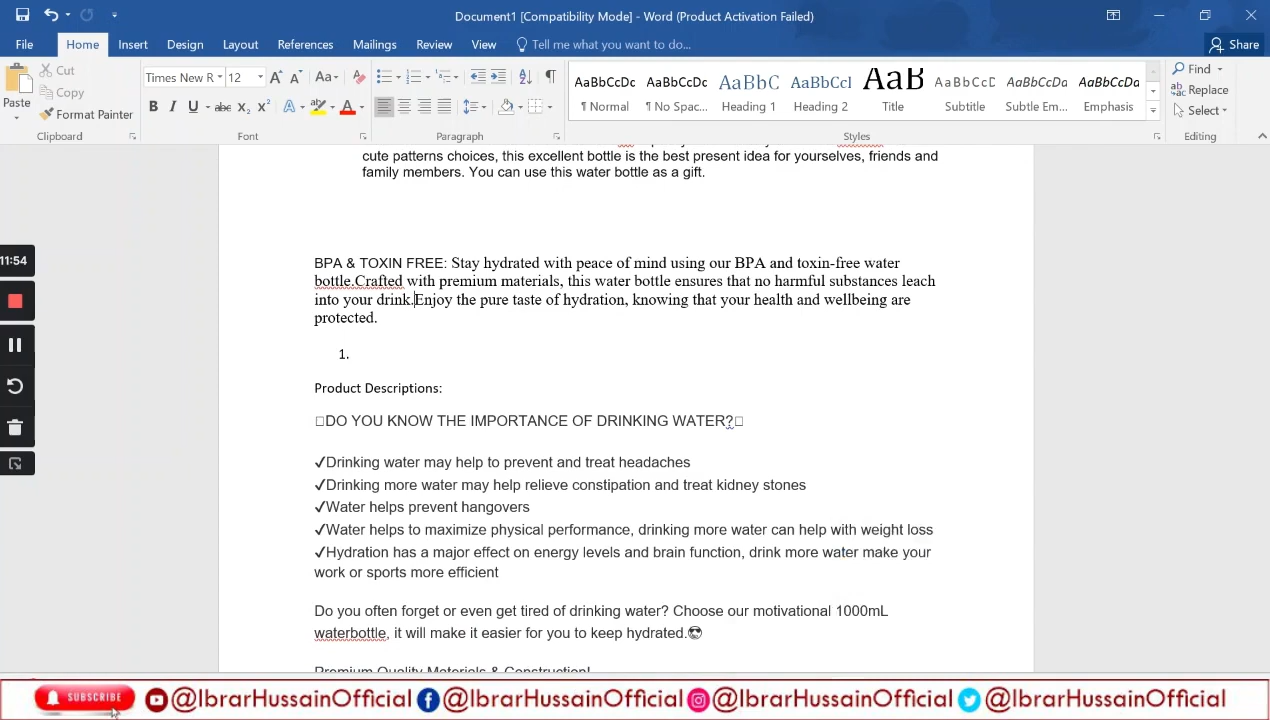 Document1 [Compatibility Mode] - Word (Product Activation Failed)
File Home Insert Design Layout References Mailings Review View Tell me what you want to do... Share
Paste Cut Copy Format Painter
Times New R 12
AaBbCcDc AaBbCcDc AaBbC AaBbCcI AaB AaBbCcD AaBbCcDc AaBbCcDc
¶ Normal ¶ No Spac... Heading 1 Heading 2 Title Subtitle Subtle Em... Emphasis
Find
Replace
Select
Clipboard Font Paragraph Styles Editing
cute patterns choices, this excellent bottle is the best present idea for yourselves, friends and
family members. You can use this water bottle as a gift.
11:54
BPA & TOXIN FREE: Stay hydrated with peace of mind using our BPA and toxin-free water
bottle.Crafted with premium materials, this water bottle ensures that no harmful substances leach
into your drink.Enjoy the pure taste of hydration, knowing that your health and wellbeing are
protected.
1.
Product Descriptions:
DO YOU KNOW THE IMPORTANCE OF DRINKING WATER?
✓Drinking water may help to prevent and treat headaches
✓Drinking more water may help relieve constipation and treat kidney stones
✓Water helps prevent hangovers
✓Water helps to maximize physical performance, drinking more water can help with weight loss
✓Hydration has a major effect on energy levels and brain function, drink more water make your
work or sports more efficient
Do you often forget or even get tired of drinking water? Choose our motivational 1000mL
waterbottle, it will make it easier for you to keep hydrated.😎
Premium Quality Materials & Construction!
SUBSCRIBE @IbrarHussainOfficial @IbrarHussainOfficial @IbrarHussainOfficial @IbrarHussainOfficial